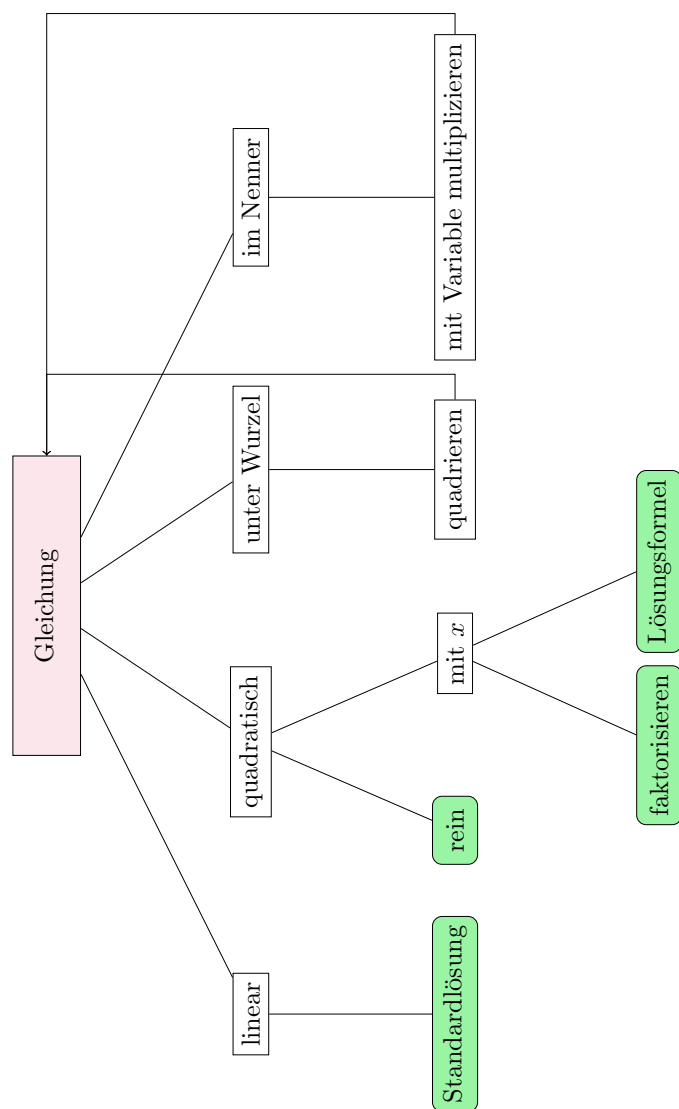 Gleichung
linear
quadratisch
unter Wurzel
im Nenner
Standardlösung
rein
mit x
quadrieren
mit Variable multiplizieren
faktorisieren
Lösungsformel